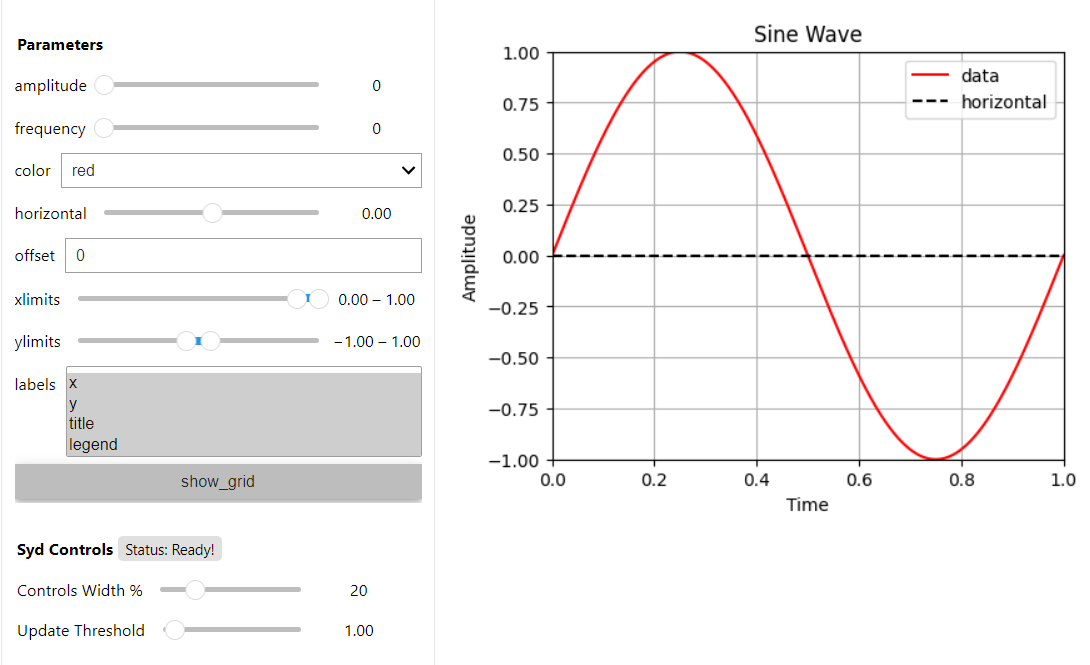 Parameters
amplitude 0
frequency 0
color red
horizontal 0.00
offset 0
xlimits 0.00 – 1.00
ylimits −1.00 – 1.00
labels x
y
title
legend
show_grid
Syd Controls Status: Ready!
Controls Width % 20
Update Threshold 1.00
Sine Wave
data
horizontal
Amplitude
1.00
0.75
0.50
0.25
0.00
−0.25
−0.50
−0.75
−1.00
0.0 0.2 0.4 0.6 0.8 1.0
Time